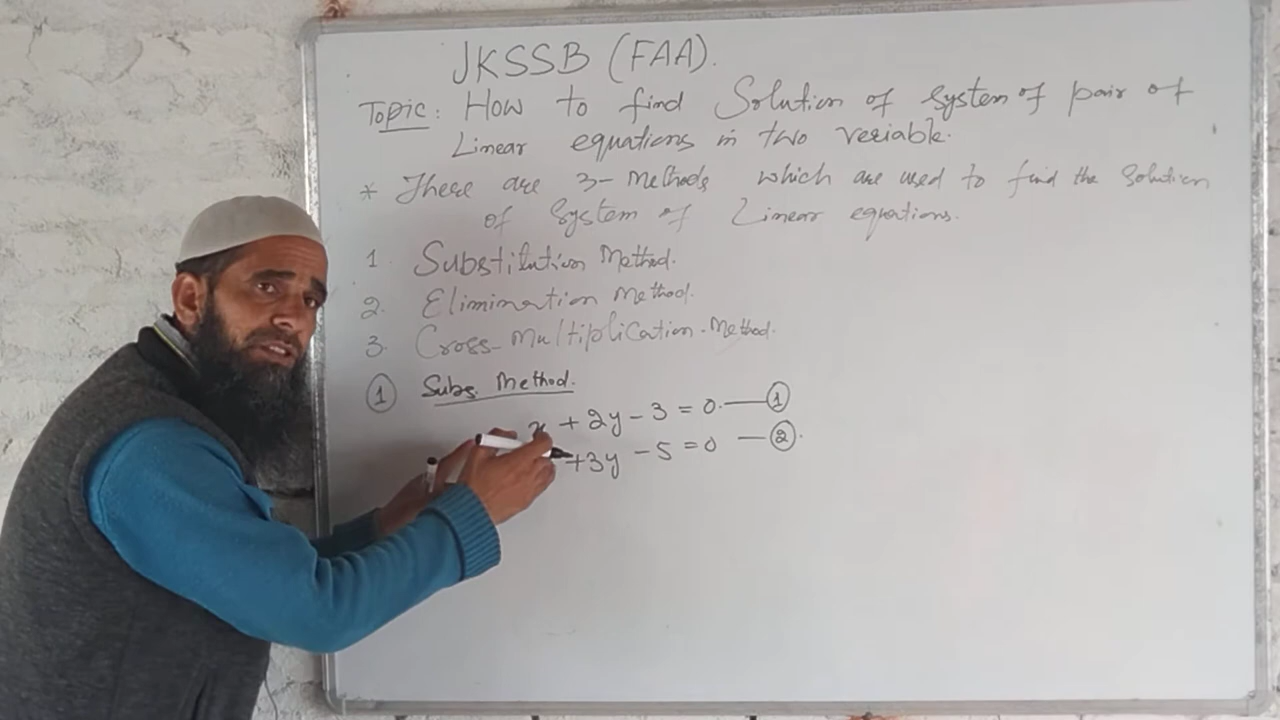 JKSSB (FAA).
Topic: How to find Solution of System of pair of
Linear equations in two veriable.
* There are 3-Methods which are used to find the Solution
of System of Linear equations.
1. Substitution Method.
2. Elimination Method.
3. Cross-Multiplication-Method.
① Subs. Method.
x + 2y - 3 = 0. — ①
+3y - 5 = 0 — ②.